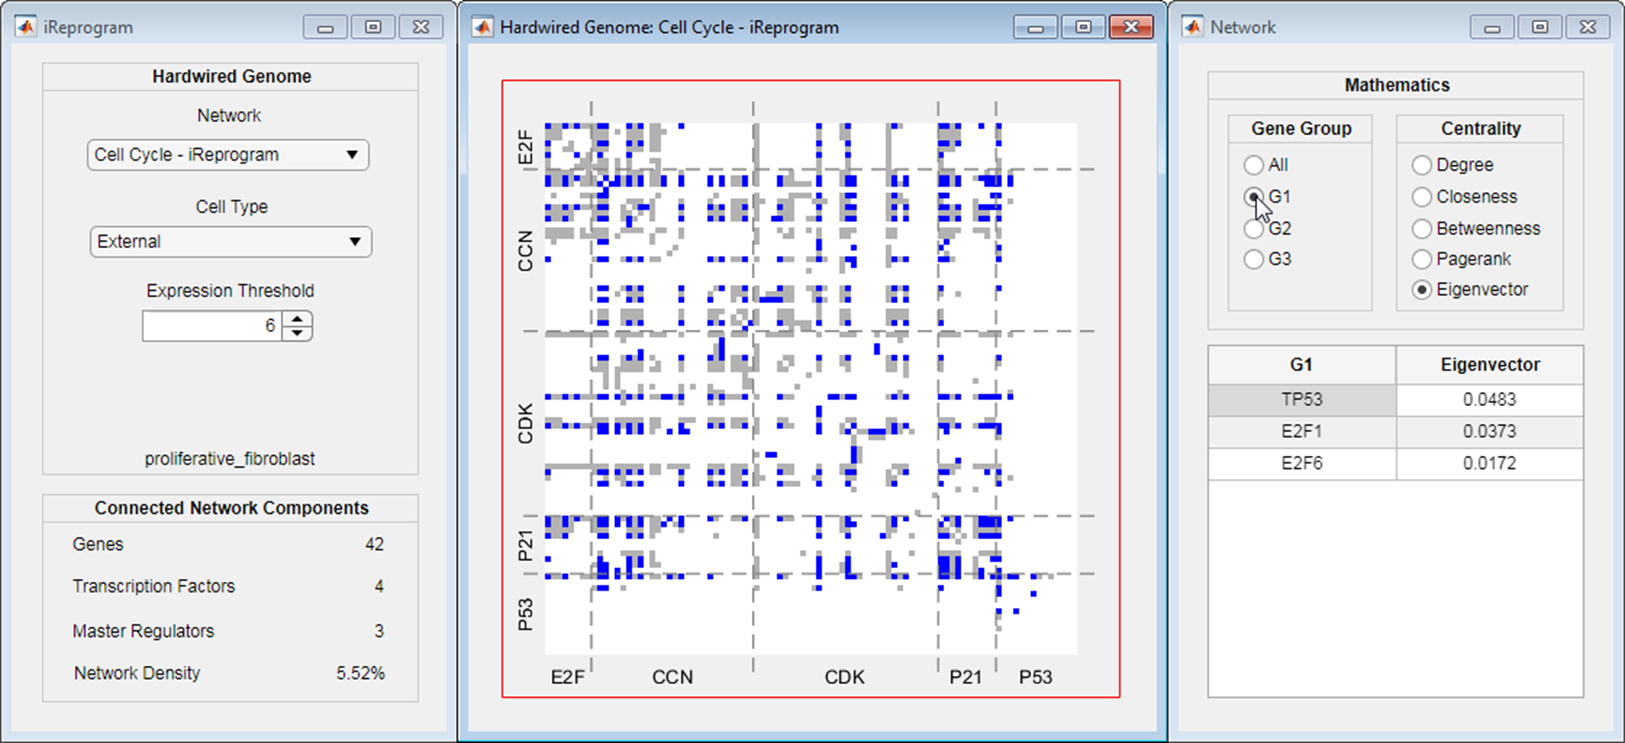 iReprogram
Hardwired Genome
Network
Cell Cycle - iReprogram
Cell Type
External
Expression Threshold
6
proliferative_fibroblast
Connected Network Components
Genes 42
Transcription Factors 4
Master Regulators 3
Network Density 5.52%
Hardwired Genome: Cell Cycle - iReprogram
E2F
CCN
CDK
P21
P53
E2F CCN CDK P21 P53
Network
Mathematics
Gene Group
All
G1
G2
G3
Centrality
Degree
Closeness
Betweenness
Pagerank
Eigenvector
G1 Eigenvector
TP53 0.0483
E2F1 0.0373
E2F6 0.0172